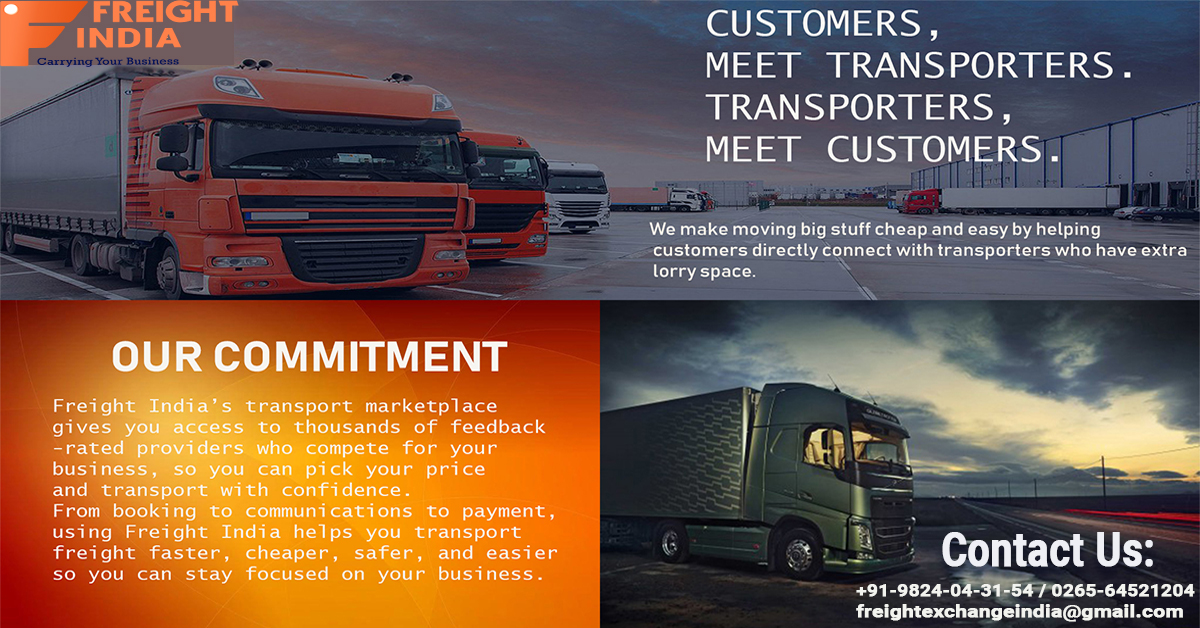 FREIGHT
INDIA
Carrying Your Business
CUSTOMERS,
MEET TRANSPORTERS.
TRANSPORTERS,
MEET CUSTOMERS.
We make moving big stuff cheap and easy by helping
customers directly connect with transporters who have extra
lorry space.
OUR COMMITMENT
Freight India’s transport marketplace
gives you access to thousands of feedback
-rated providers who compete for your
business, so you can pick your price
and transport with confidence.
From booking to communications to payment,
using Freight India helps you transport
freight faster, cheaper, safer, and easier
so you can stay focused on your business.
Contact Us:
+91-9824-04-31-54 / 0265-64521204
freightexchangeindia@gmail.com